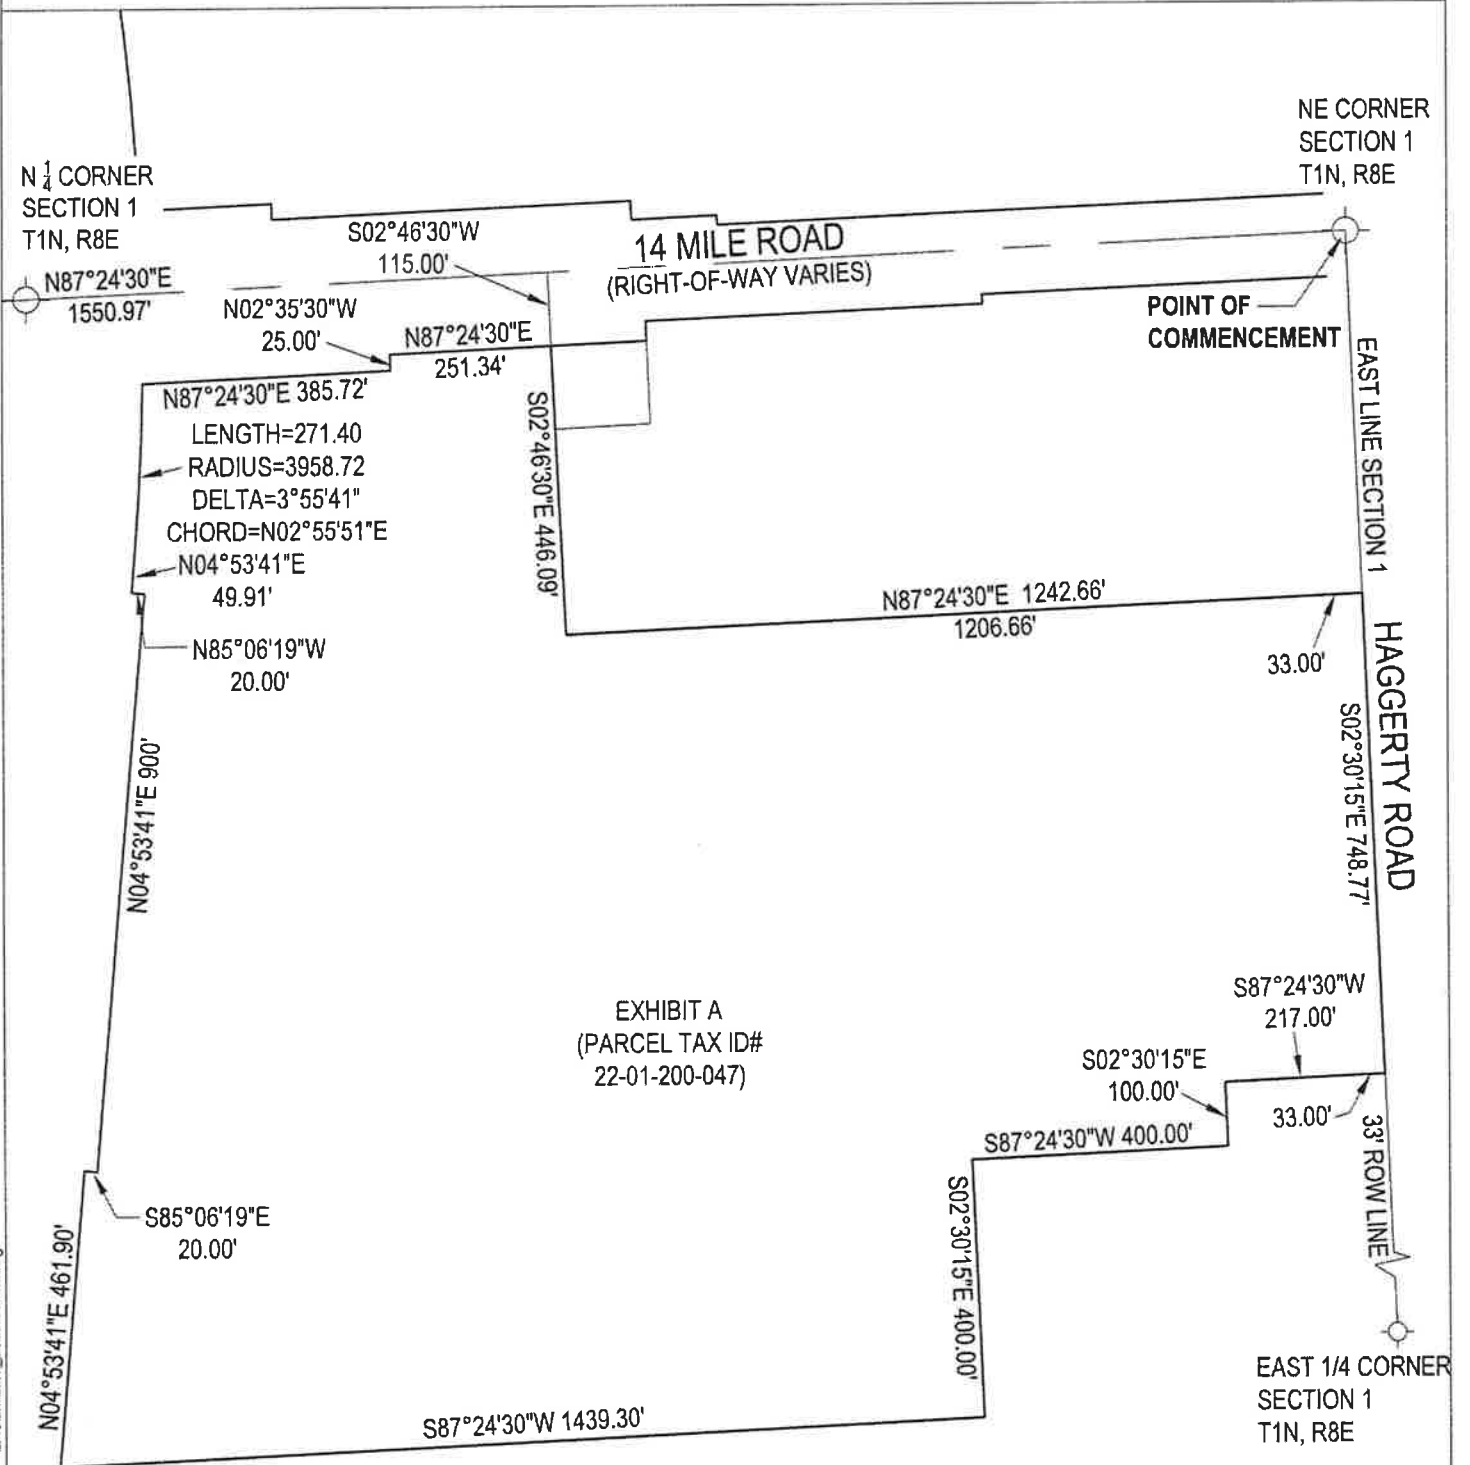 NE CORNER
SECTION 1
T1N, R8E
N 1/4 CORNER
SECTION 1
T1N, R8E
S02°46'30"W
115.00'
14 MILE ROAD
(RIGHT-OF-WAY VARIES)
N87°24'30"E
1550.97'
N02°35'30"W
25.00'
POINT OF
COMMENCEMENT
N87°24'30"E
251.34'
N87°24'30"E 385.72'
LENGTH=271.40
RADIUS=3958.72
DELTA=3°55'41"
CHORD=N02°55'51"E
N04°53'41"E
49.91'
N85°06'19"W
20.00'
S02°46'30"E 446.09'
EAST LINE SECTION 1
N87°24'30"E 1242.66'
1206.66'
33.00'
HAGGERTY ROAD
S02°30'15"E 748.77'
N04°53'41"E 900'
EXHIBIT A
(PARCEL TAX ID#
22-01-200-047)
S87°24'30"W
217.00'
S02°30'15"E
100.00'
33.00'
S87°24'30"W 400.00'
33' ROW LINE
S02°30'15"E 400.00'
S85°06'19"E
20.00'
N04°53'41"E 461.90'
S87°24'30"W 1439.30'
EAST 1/4 CORNER
SECTION 1
T1N, R8E